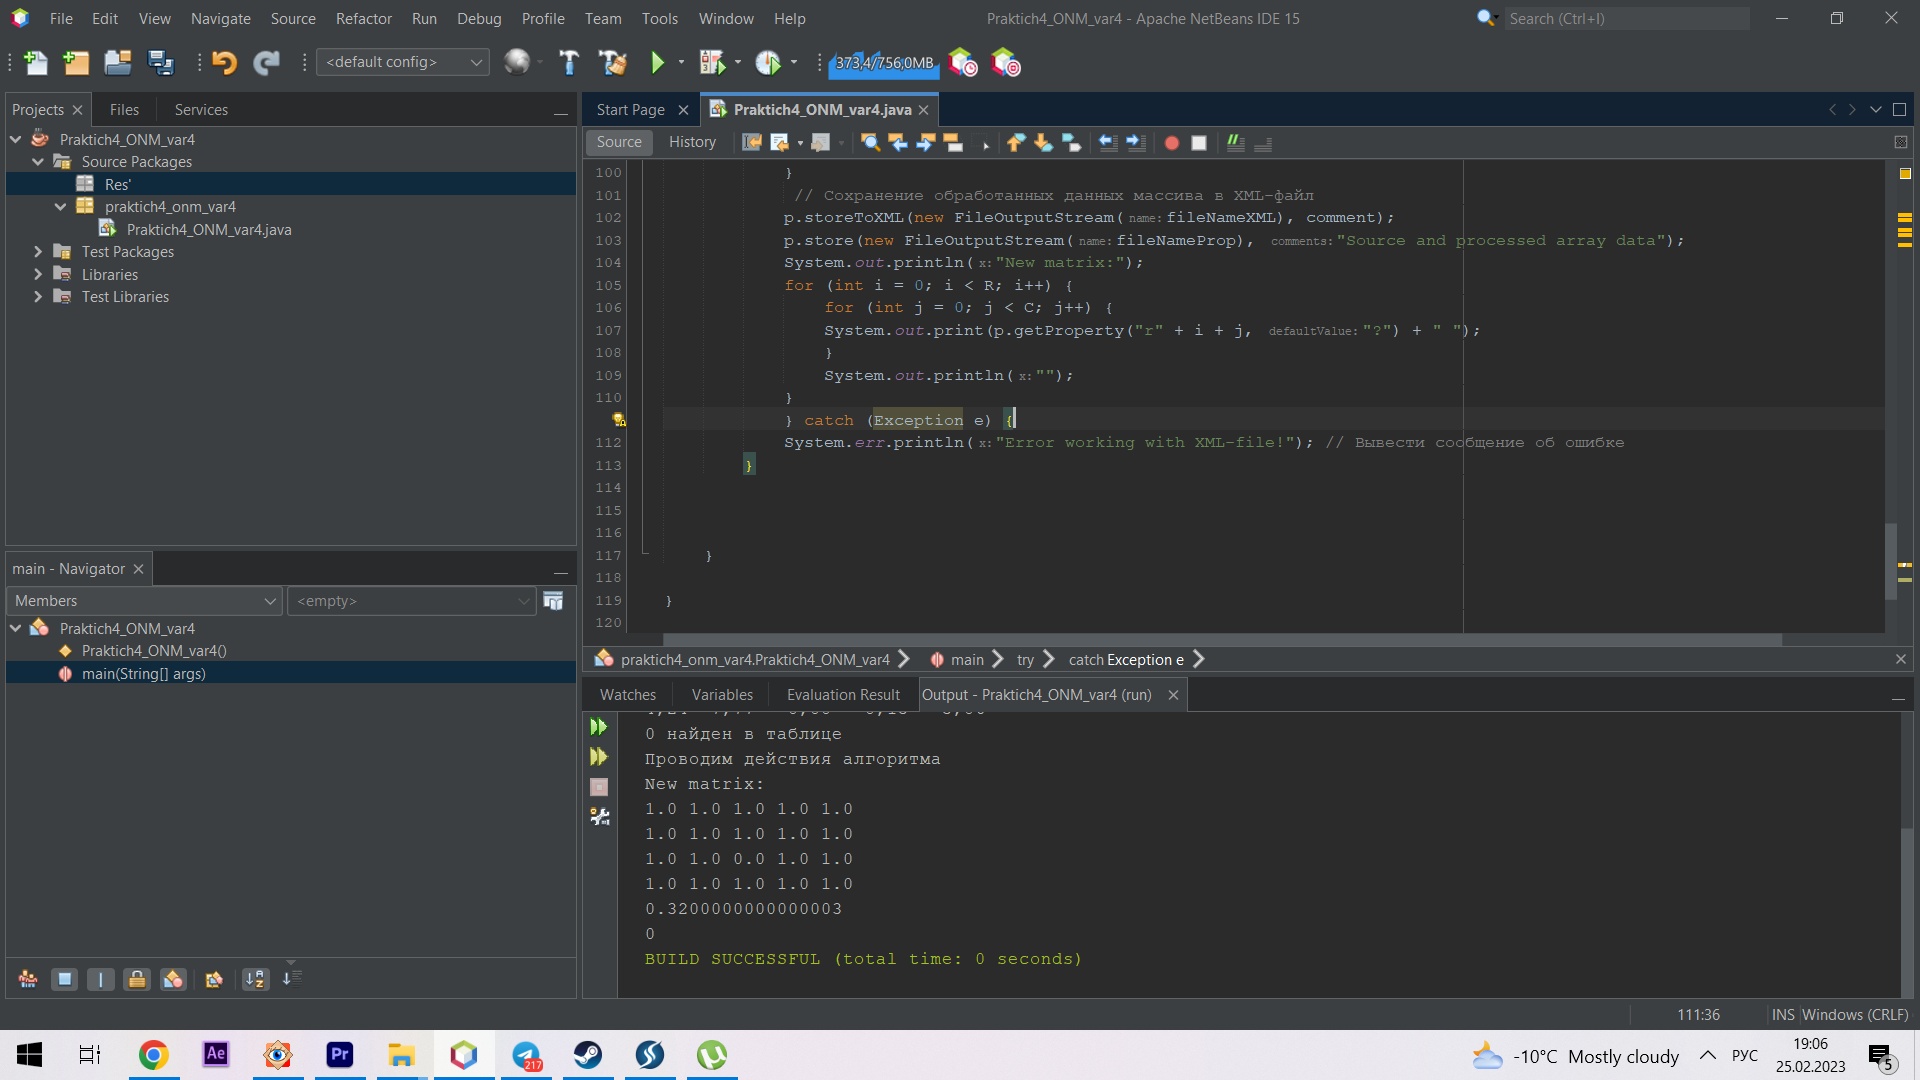 File Edit View Navigate Source Refactor Run Debug Profile Team Tools Window Help
Praktich4_ONM_var4 - Apache NetBeans IDE 15
Search (Ctrl+I)
<default config>
373,4/756,0MB
Projects Files Services
Praktich4_ONM_var4
Source Packages
Res'
praktich4_onm_var4
Praktich4_ONM_var4.java
Test Packages
Libraries
Test Libraries
main - Navigator
Members <empty>
Praktich4_ONM_var4
Praktich4_ONM_var4()
main(String[] args)
Start Page Praktich4_ONM_var4.java
Source History
100 }
101 // Сохранение обработанных данных массива в XML-файл
102 p.storeToXML(new FileOutputStream( name: fileNameXML), comment);
103 p.store(new FileOutputStream( name: fileNameProp), comments: "Source and processed array data");
104 System.out.println( x: "New matrix:");
105 for (int i = 0; i < R; i++) {
106 for (int j = 0; j < C; j++) {
107 System.out.print(p.getProperty("r" + i + j, defaultValue: "?") + " ");
108 }
109 System.out.println( x: "");
110 }
} catch (Exception e) {
112 System.err.println( x: "Error working with XML-file!"); // Вывести сообщение об ошибке
113 }
114
115
116
117 }
118
119 }
120
praktich4_onm_var4.Praktich4_ONM_var4 main try catch Exception e
Watches Variables Evaluation Result Output - Praktich4_ONM_var4 (run)
0 найден в таблице
Проводим действия алгоритма
New matrix:
1.0 1.0 1.0 1.0 1.0
1.0 1.0 1.0 1.0 1.0
1.0 1.0 0.0 1.0 1.0
1.0 1.0 1.0 1.0 1.0
0.3200000000000003
0
BUILD SUCCESSFUL (total time: 0 seconds)
111:36 INS Windows (CRLF)
Ae Pr 217
-10°C Mostly cloudy
РУС
19:06
25.02.2023
5